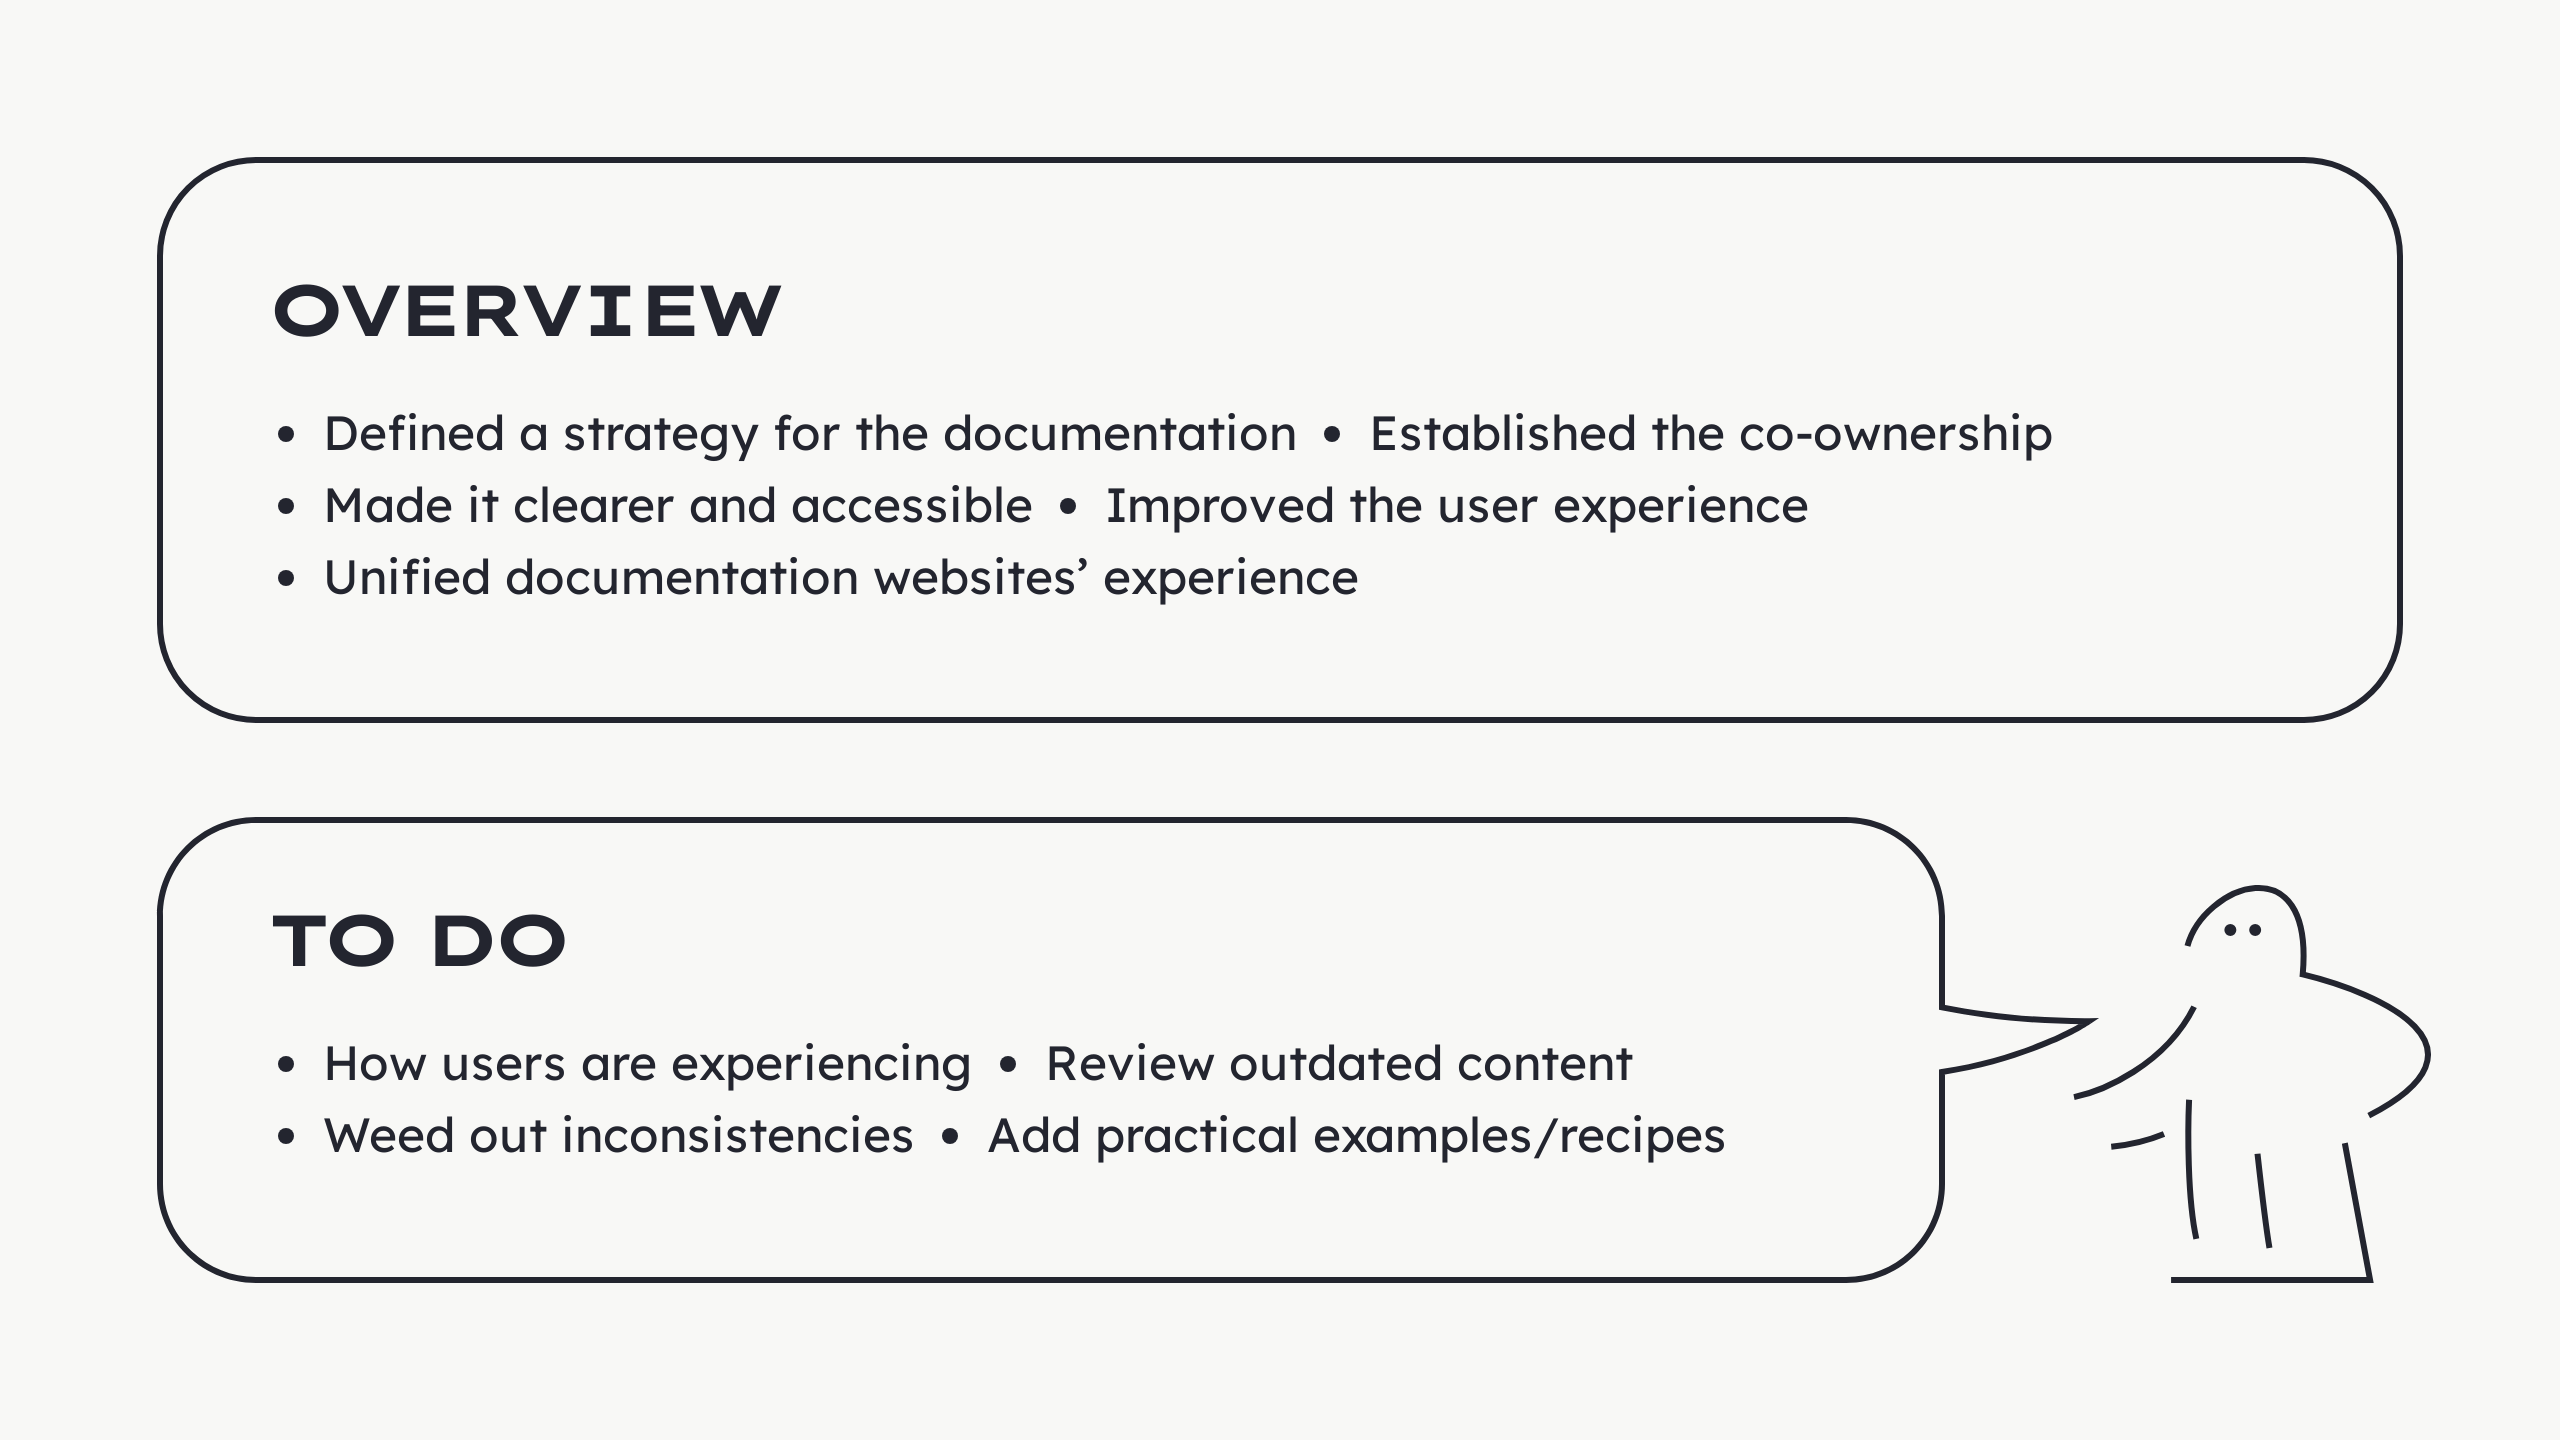 OVERVIEW
• Defined a strategy for the documentation • Established the co-ownership
• Made it clearer and accessible • Improved the user experience
• Unified documentation websites’ experience
TO DO
• How users are experiencing • Review outdated content
• Weed out inconsistencies • Add practical examples/recipes